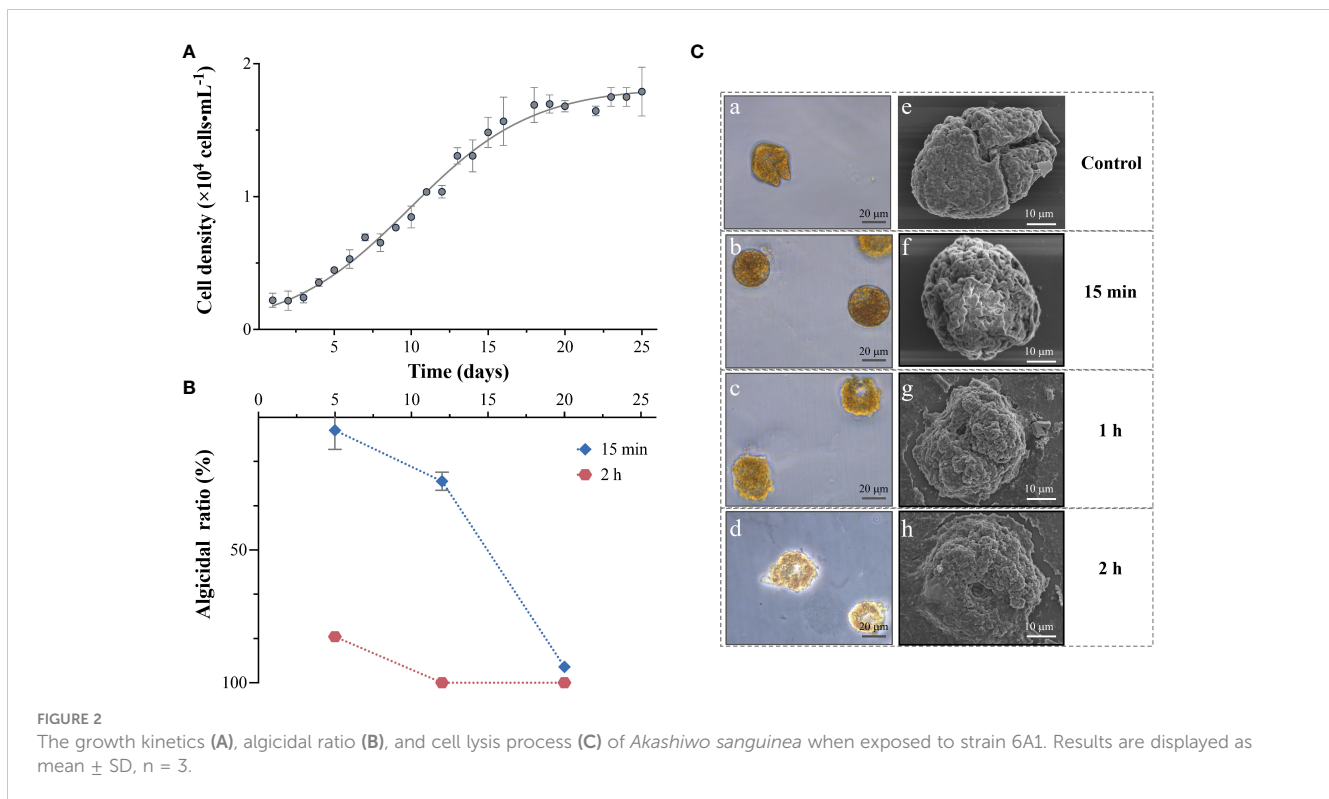 A
Cell density (×10⁴ cells•mL⁻¹)
2
1
0
5 10 15 20 25
Time (days)
B
0 5 10 15 20 25
Algicidal ratio (%)
50
100
15 min
2 h
C
a
20 μm
e
10 μm
Control
b
20 μm
f
10 μm
15 min
c
20 μm
g
10 μm
1 h
d
20 μm
h
10 μm
2 h
FIGURE 2
The growth kinetics (A), algicidal ratio (B), and cell lysis process (C) of Akashiwo sanguinea when exposed to strain 6A1. Results are displayed as
mean ± SD, n = 3.